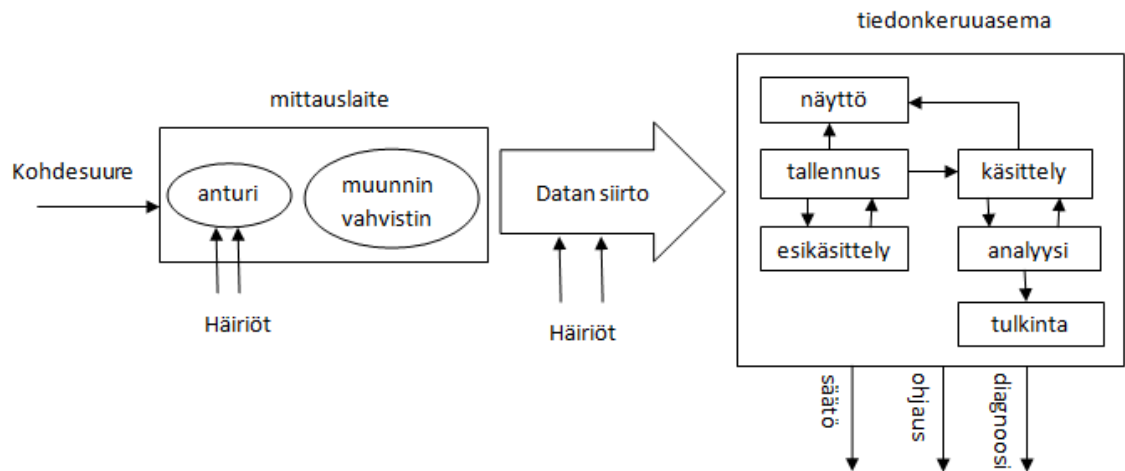 tiedonkeruuasema
mittauslaite
näyttö
Kohdesuure
anturi
muunnin
vahvistin
Datan siirto
tallennus
käsittely
esikäsittely
analyysi
Häiriöt
Häiriöt
tulkinta
säätö
ohjaus
diagnoosi